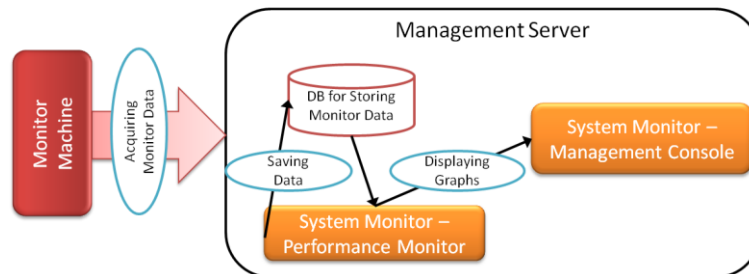 Management Server
Monitor
Machine
Acquiring
Monitor Data
DB for Storing
Monitor Data
System Monitor –
Management Console
Saving
Data
Displaying
Graphs
System Monitor –
Performance Monitor